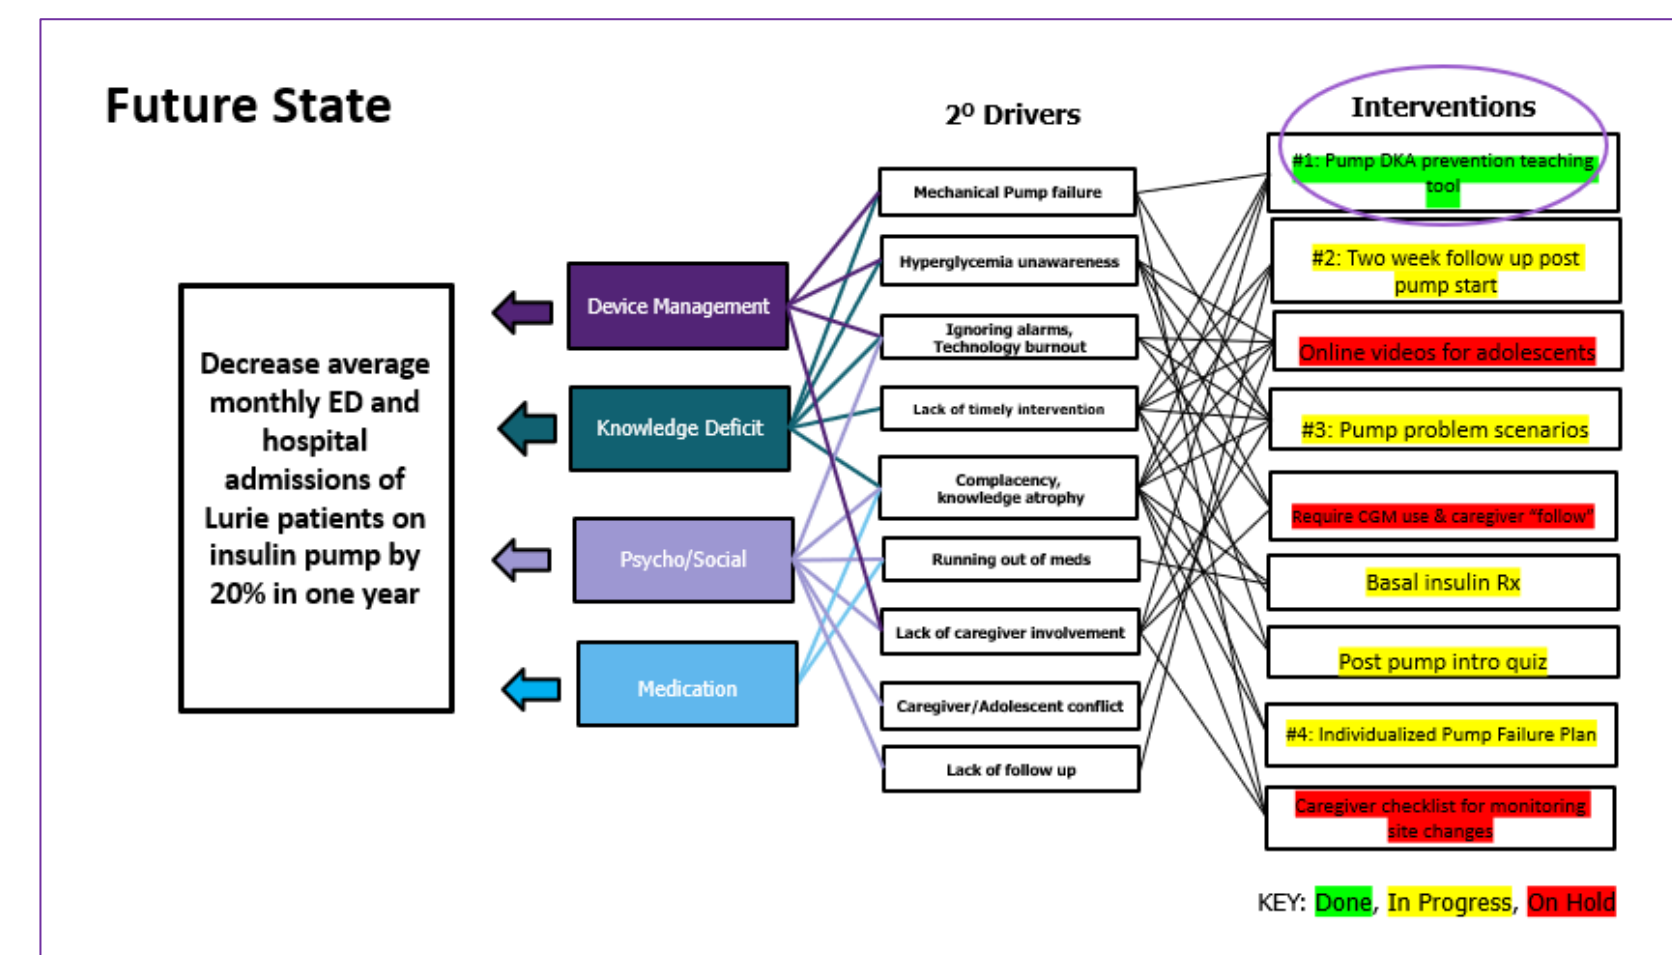 Future State
Decrease average
monthly ED and
hospital
admissions of
Lurie patients on
insulin pump by
20% in one year
Device Management
Knowledge Deficit
Psycho/Social
Medication
2⁰ Drivers
Mechanical Pump failure
Hyperglycemia unawareness
Ignoring alarms,
Technology burnout
Lack of timely intervention
Complacency,
knowledge atrophy
Running out of meds
Lack of caregiver involvement
Caregiver/Adolescent conflict
Lack of follow up
Interventions
#1: Pump DKA prevention teaching
tool
#2: Two week follow up post
pump start
Online videos for adolescents
#3: Pump problem scenarios
Require CGM use & caregiver “follow”
Basal insulin Rx
Post pump intro quiz
#4: Individualized Pump Failure Plan
Caregiver checklist for monitoring
site changes
KEY: Done, In Progress, On Hold